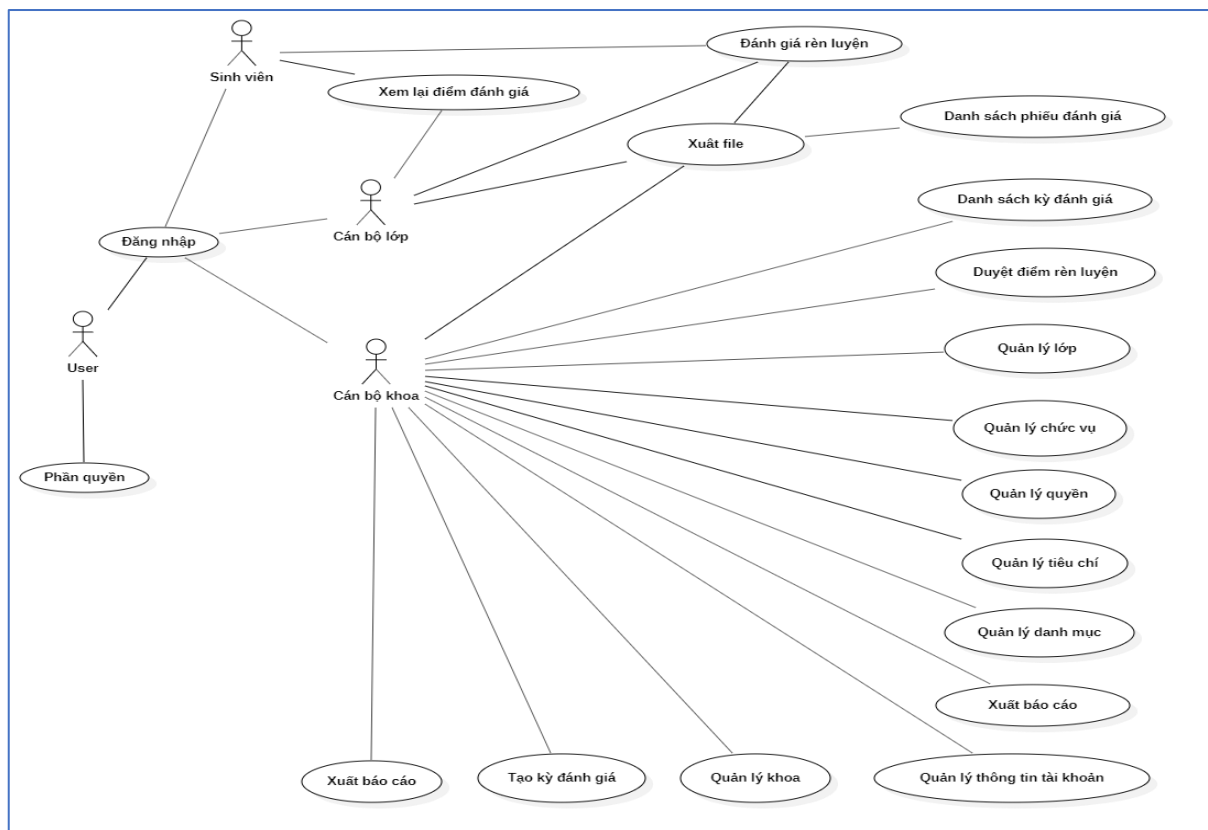 Đánh giá rèn luyện
Sinh viên
Xem lại điểm đánh giá
Danh sách phiếu đánh giá
Xuât file
Danh sách kỳ đánh giá
Cán bộ lớp
Đăng nhập
Duyệt điểm rèn luyện
Quản lý lớp
User
Cán bộ khoa
Quản lý chức vụ
Phần quyền
Quản lý quyền
Quản lý tiêu chí
Quản lý danh mục
Xuất báo cáo
Xuất báo cáo
Tạo kỳ đánh giá
Quản lý khoa
Quản lý thông tin tài khoản